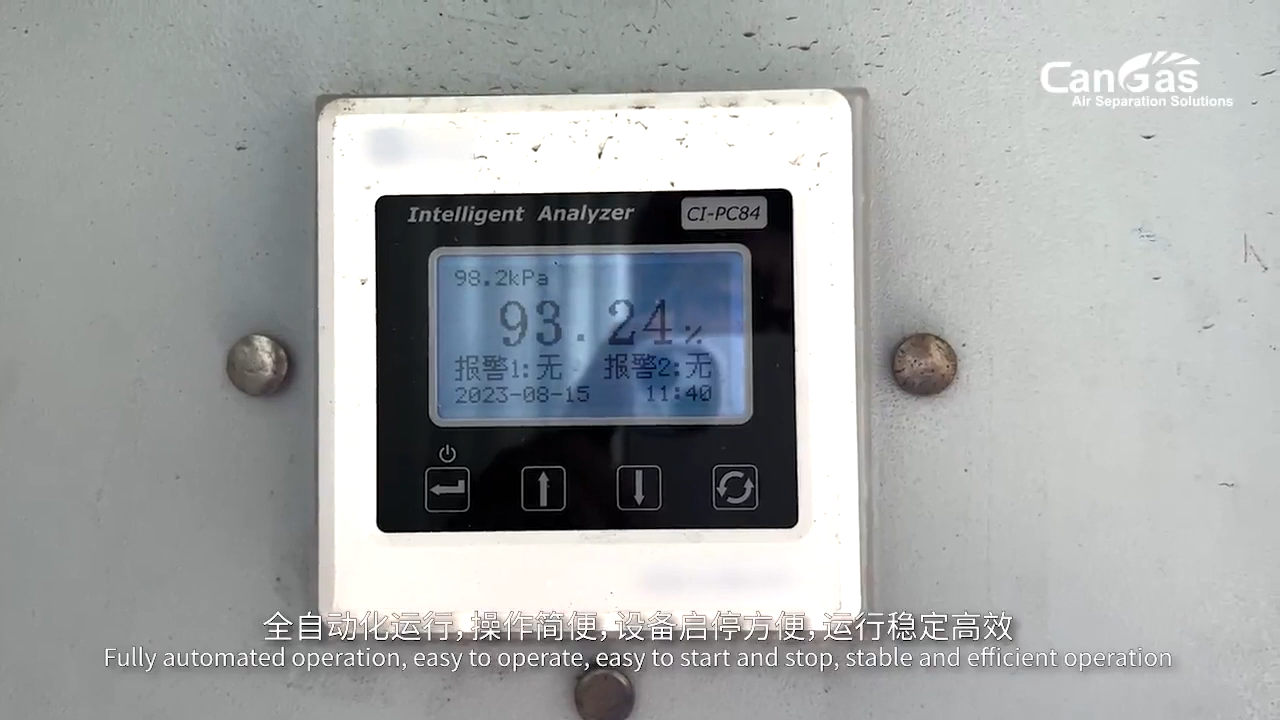 CanGas
Air Separation Solutions
Intelligent Analyzer CI-PC84
98.2kPa
93.24%
报警1:无 报警2:无
2023-08-15 11:40
全自动化运行,操作简便,设备启停方便,运行稳定高效
Fully automated operation, easy to operate, easy to start and stop, stable and efficient operation